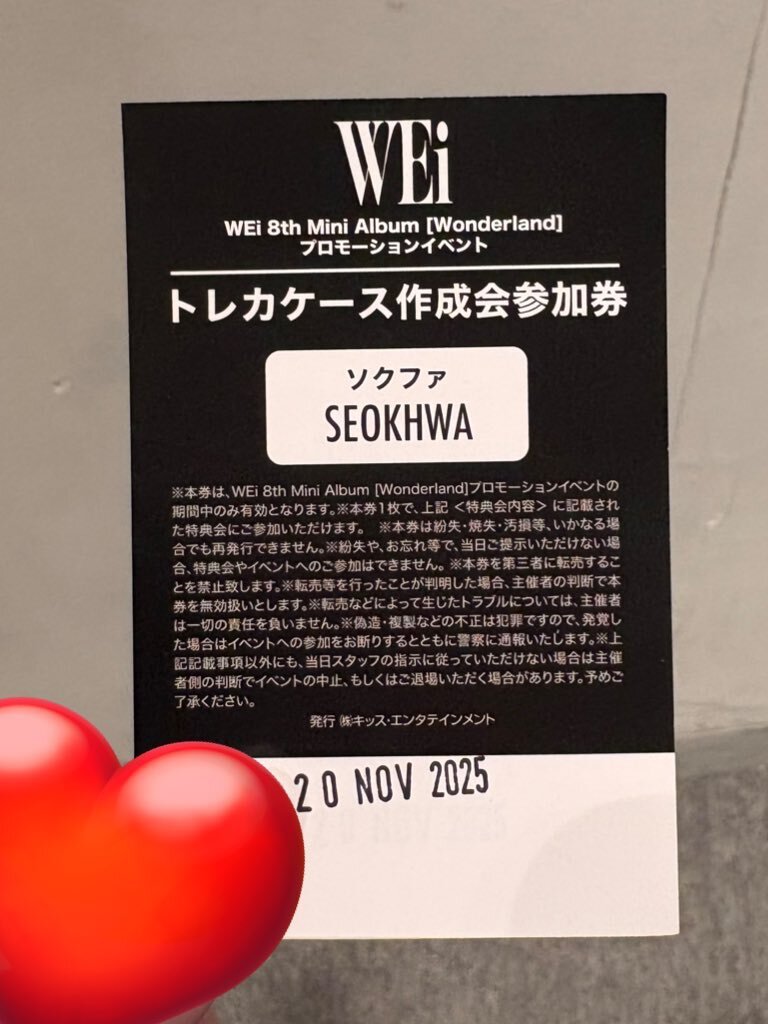 WEi
WEi 8th Mini Album [Wonderland]
プロモーションイベント
トレカケース作成会参加券
ソクファ
SEOKHWA
※本券は、WEi 8th Mini Album [Wonderland]プロモーションイベントの
期間中のみ有効となります。※本券1枚で、上記 <特典会内容> に記載され
た特典会にご参加いただけます。 ※本券は紛失・焼失・汚損等、いかなる場
合でも再発行できません。※紛失や、お忘れ等で、当日ご提示いただけない場
合、特典会やイベントへのご参加はできません。※本券を第三者に転売するこ
とを禁止致します。※転売等を行ったことが判明した場合、主催者の判断で本
券を無効扱いとします。※転売などによって生じたトラブルについては、主催者
は一切の責任を負いません。※偽造・複製などの不正は犯罪ですので、発覚し
た場合はイベントへの参加をお断りするとともに警察に通報いたします。※上
記記載事項以外にも、当日スタッフの指示に従っていただけない場合は主催
者側の判断でイベントの中止、もしくはご退場いただく場合があります。予めご
了承ください。
発行 ㈱キッス・エンタテインメント
20 NOV 2025